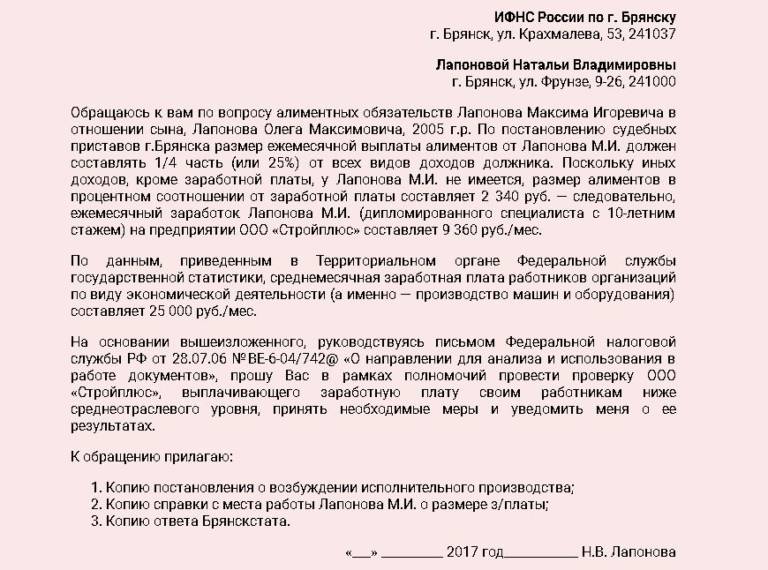 ИФНС России по г. Брянску
г. Брянск, ул. Крахмалева, 53, 241037
Лапоновой Натальи Владимировны
г. Брянск, ул. Фрунзе, 9-26, 241000
Обращаюсь к вам по вопросу алиментных обязательств Лапонова Максима Игоревича в
отношении сына, Лапонова Олега Максимовича, 2005 г.р. По постановлению судебных
приставов г.Брянска размер ежемесячной выплаты алиментов от Лапонова М.И. должен
составлять 1/4 часть (или 25%) от всех видов доходов должника. Поскольку иных
доходов, кроме заработной платы, у Лапонова М.И. не имеется, размер алиментов в
процентном соотношении от заработной платы составляет 2 340 руб. — следовательно,
ежемесячный заработок Лапонова М.И. (дипломированного специалиста с 10-летним
стажем) на предприятии ООО «Стройплюс» составляет 9 360 руб./мес.
По данным, приведенным в Территориальном органе Федеральной службы
государственной статистики, среднемесячная заработная плата работников организаций
по виду экономической деятельности (а именно — производство машин и оборудования)
составляет 25 000 руб./мес.
На основании вышеизложенного, руководствуясь письмом Федеральной налоговой
службы РФ от 28.07.06 №ВЕ-6-04/742@ «О направлении для анализа и использования в
работе документов», прошу Вас в рамках полномочий провести проверку ООО
«Стройплюс», выплачивающего заработную плату своим работникам ниже
среднеотраслевого уровня, принять необходимые меры и уведомить меня о ее
результатах.
К обращению прилагаю:
1. Копию постановления о возбуждении исполнительного производства;
2. Копию справки с места работы Лапонова М.И. о размере з/платы;
3. Копию ответа Брянскстата.
«___» __________ 2017 год____________ Н.В. Лапонова